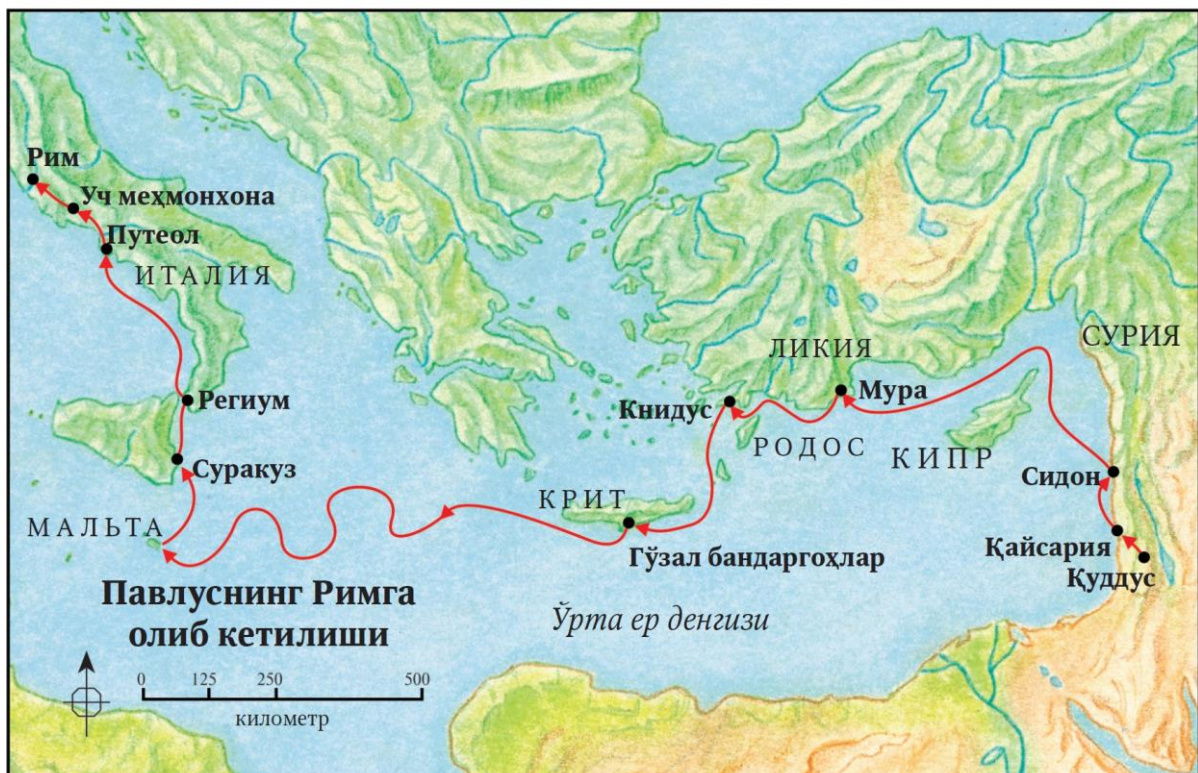 Рим
Уч меҳмонхона
Путеол
ИТАЛИЯ
СУРИЯ
ЛИКИЯ
Мура
Региум
Книдус
РОДОС
КИПР
Суракуз
Сидон
КРИТ
МАЛЬТА
Гўзал бандаргоҳлар
Қайсария
Қуддус
Павлуснинг Римга
олиб кетилиши
Ўрта ер денгизи
0 125 250 500
километр